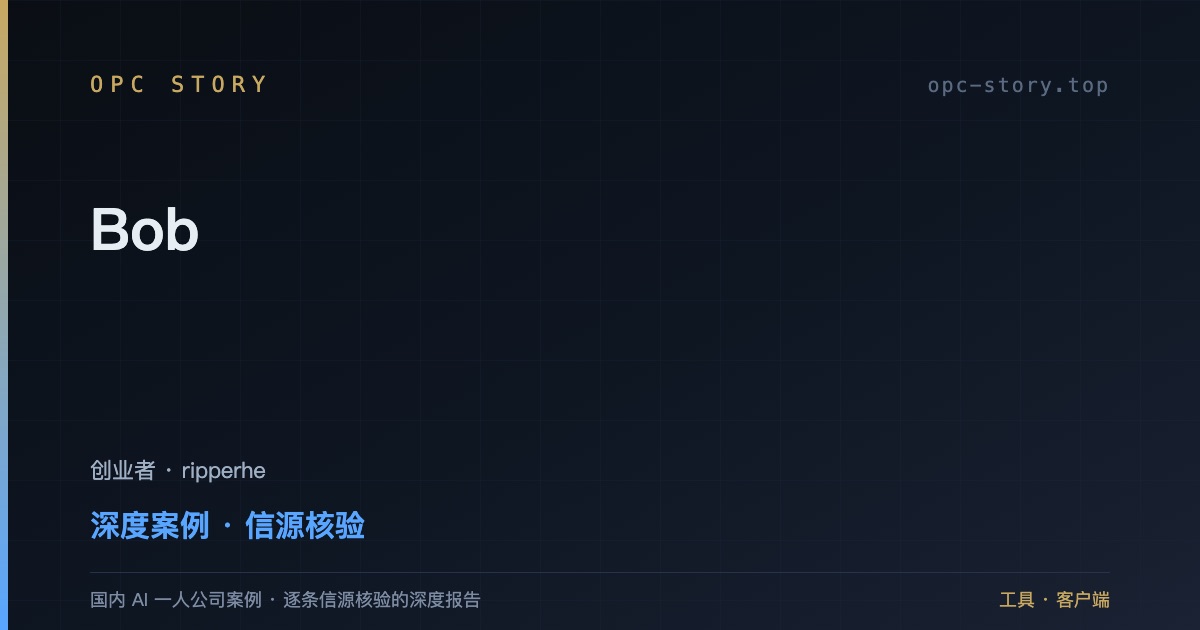 OPC STORY
opc-story.top
Bob
创业者 · ripperhe
深度案例 · 信源核验
国内 AI 一人公司案例 · 逐条信源核验的深度报告
工具 · 客户端